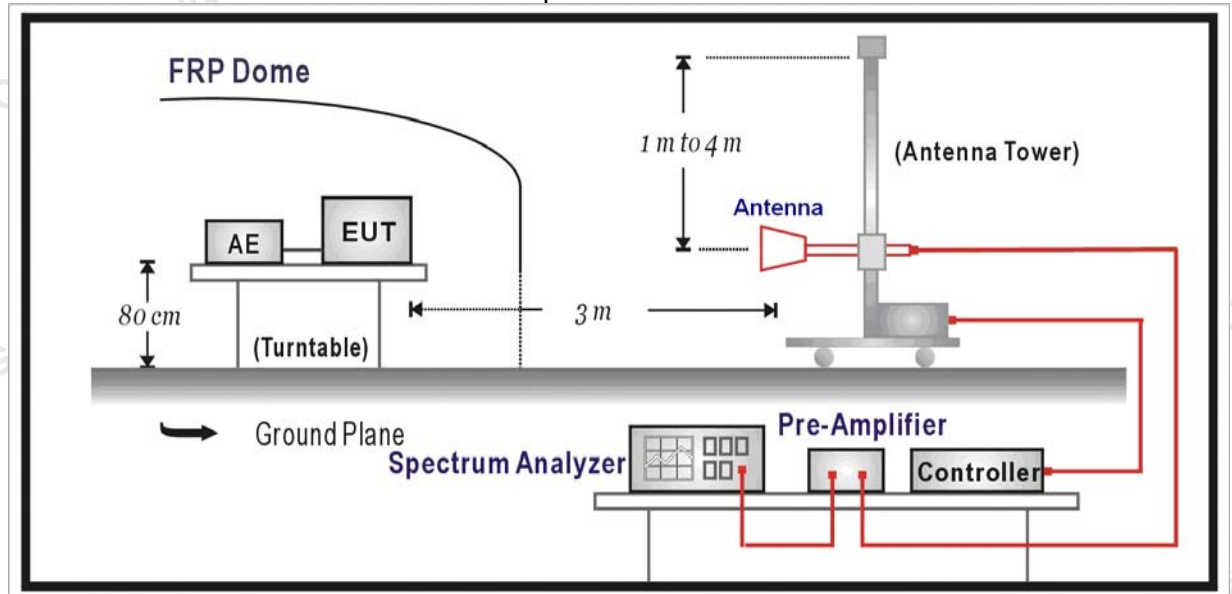 FRP Dome
1 m to 4 m
(Antenna Tower)
Antenna
AE
EUT
80 cm
3 m
(Turntable)
Ground Plane
Pre-Amplifier
Spectrum Analyzer
Controller